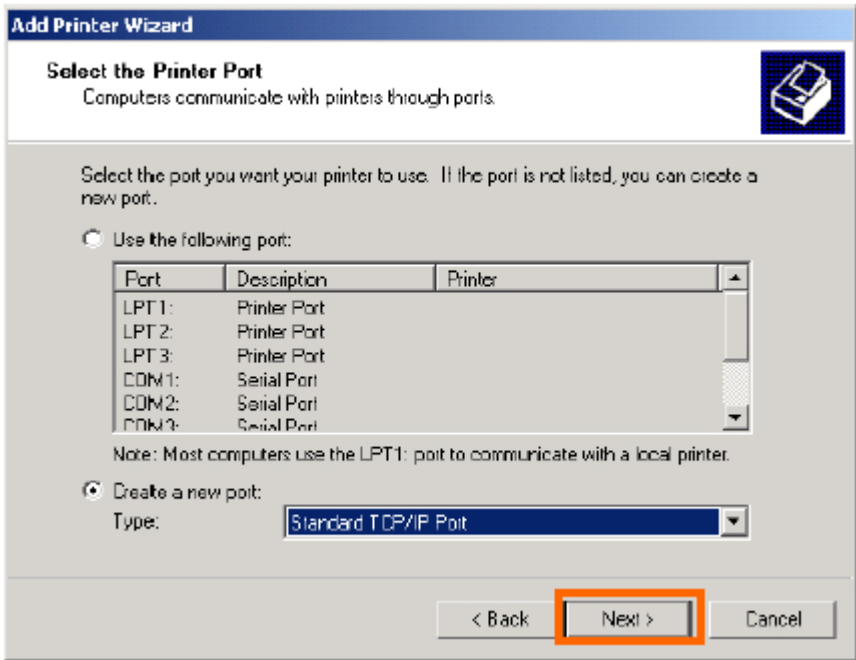 Add Printer Wizard
Select the Printer Port
Computers communicate with printers through ports.
Select the port you want your printer to use. If the port is not listed, you can create a
new port.
Use the following port:
Port Description Printer
LPT1: Printer Port
LPT2: Printer Port
LPT3: Printer Port
COM1: Serial Port
COM2: Serial Port
COM3: Serial Port
Note: Most computers use the LPT1: port to communicate with a local printer.
Create a new port:
Type: Standard TCP/IP Port
< Back Next > Cancel